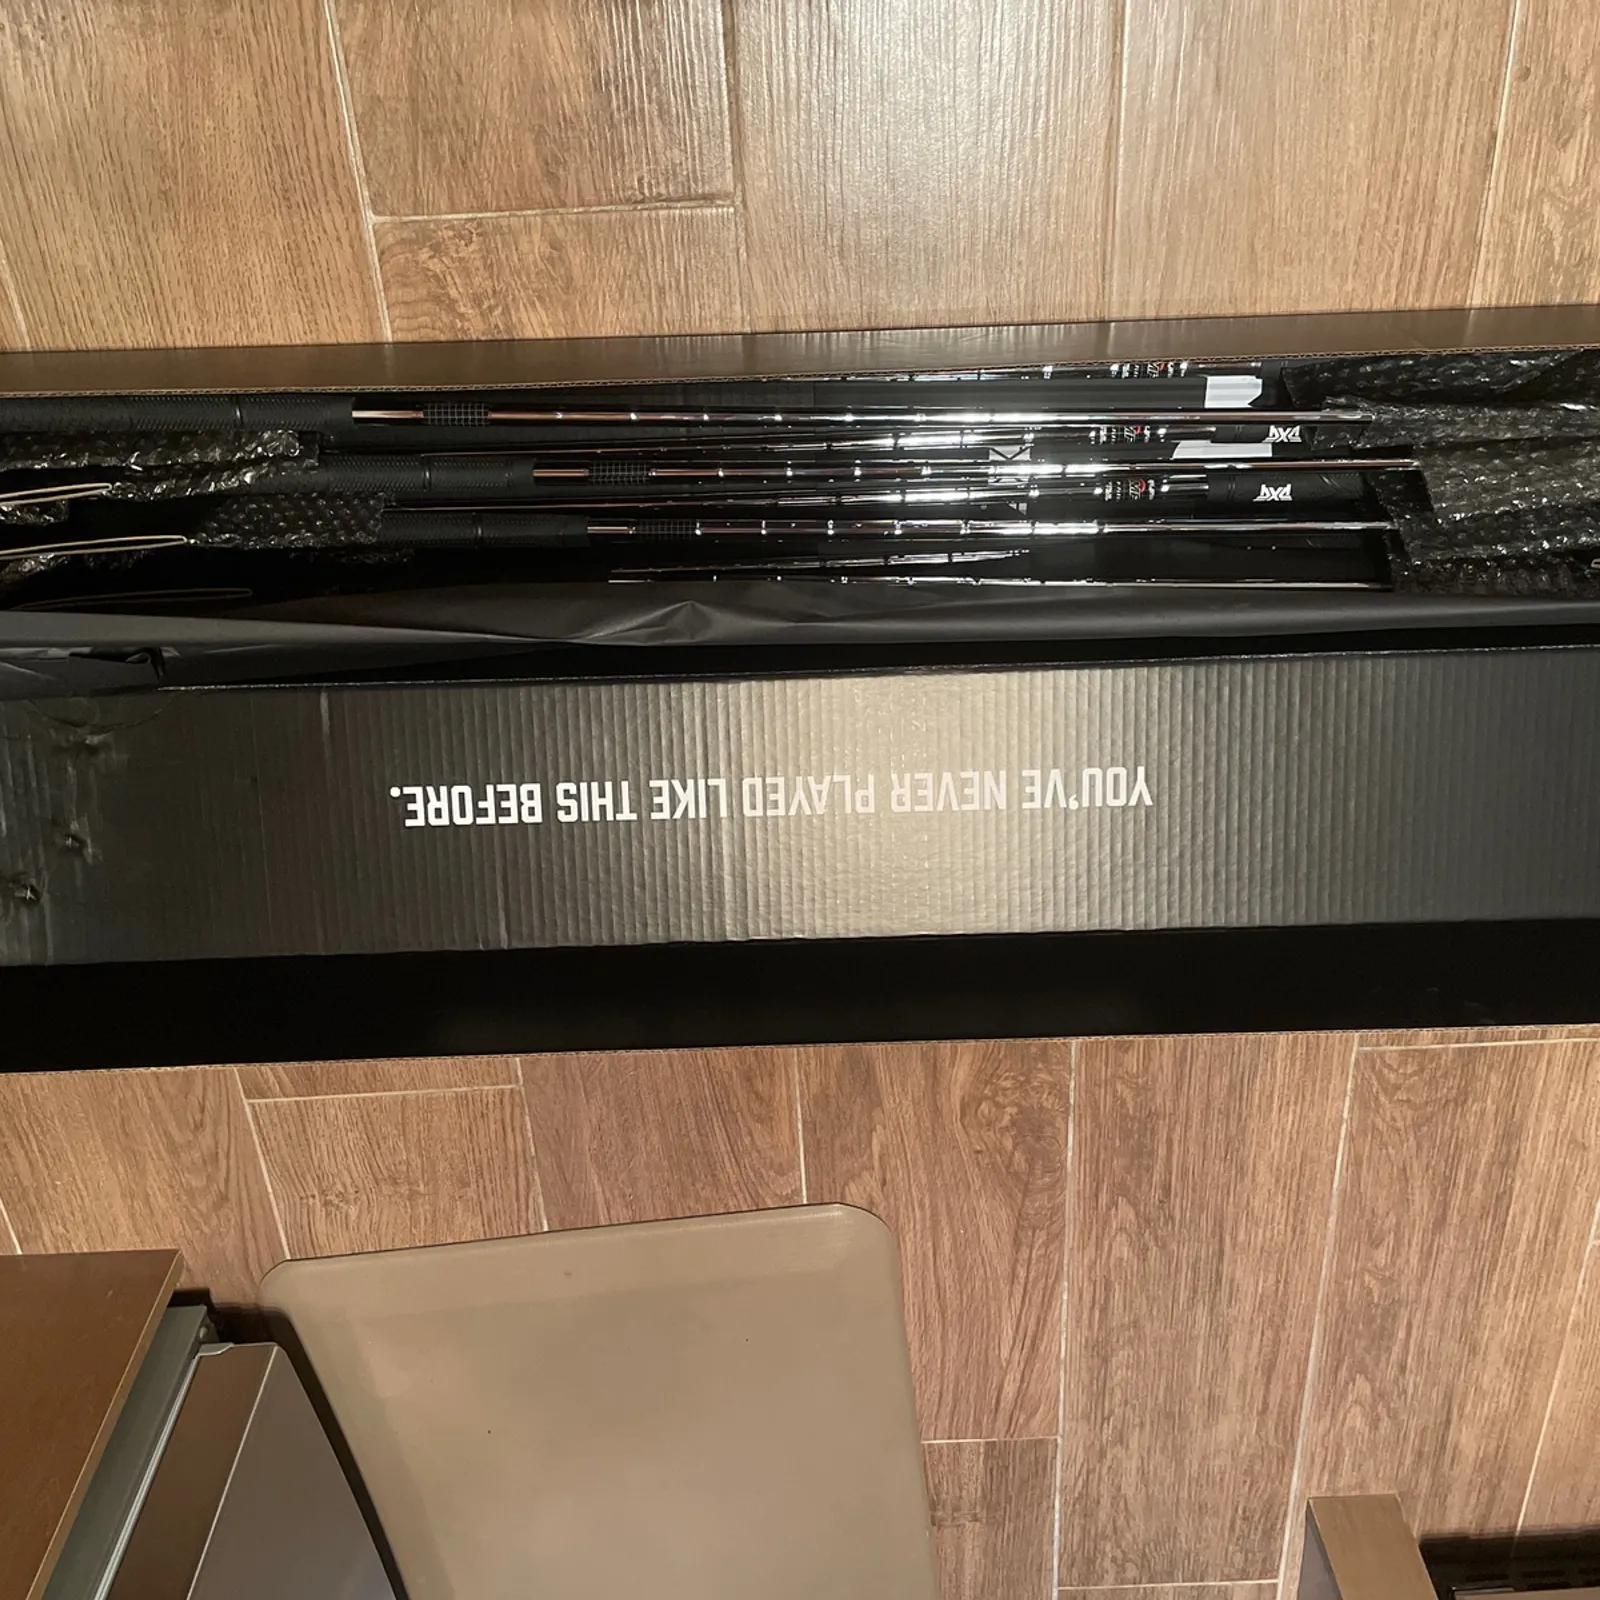 YOU'VE NEVER PLAYED LIKE THIS BEFORE.
PXG
PXG